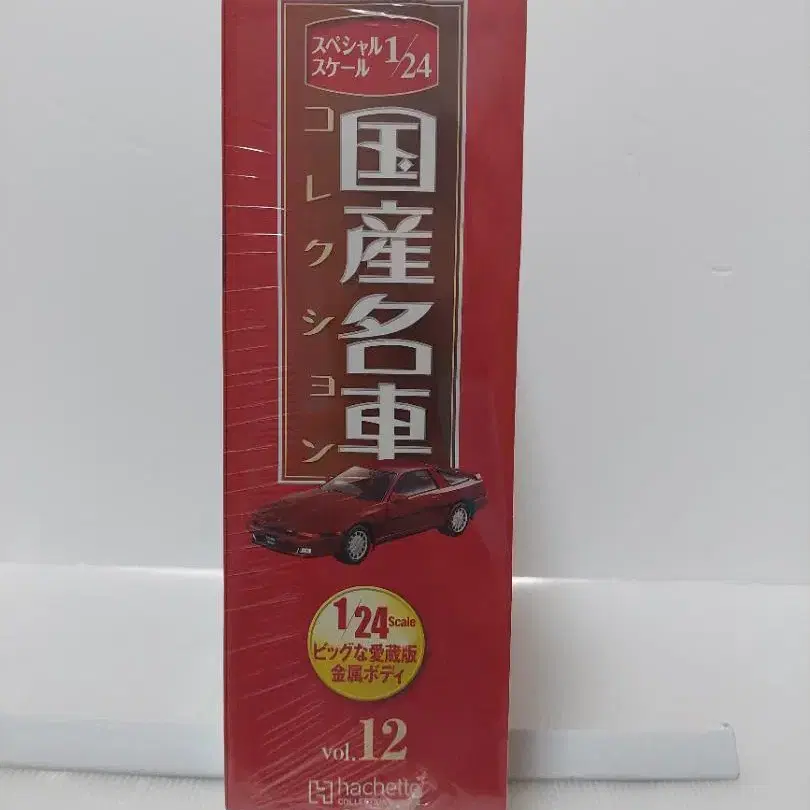 スペシャル
スケール 1/24
国産名車
コレクション
1/24 Scale
ビッグな愛蔵版
金属ボディ
vol.12
hachette
COLLECTIONS